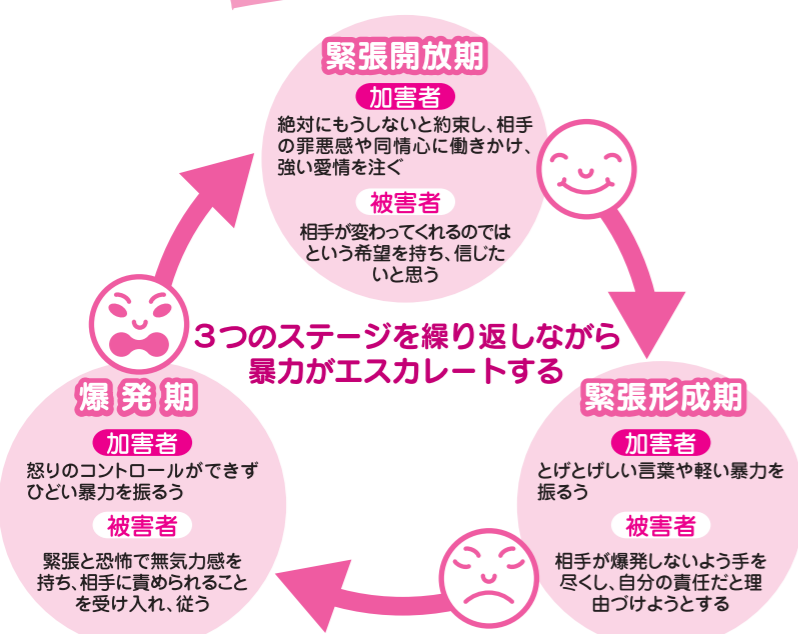 緊張開放期
加害者
絶対にもうしないと約束し、相手
の罪悪感や同情心に働きかけ、
強い愛情を注ぐ
被害者
相手が変わってくれるのでは
という希望を持ち、信じた
いと思う
3つのステージを繰り返しながら
暴力がエスカレートする
爆発期
加害者
怒りのコントロールができず
ひどい暴力を振るう
被害者
緊張と恐怖で無気力感を
持ち、相手に責められること
を受け入れ、従う
緊張形成期
加害者
とげとげしい言葉や軽い暴力を
振るう
被害者
相手が爆発しないよう手を
尽くし、自分の責任だと理
由づけようとする